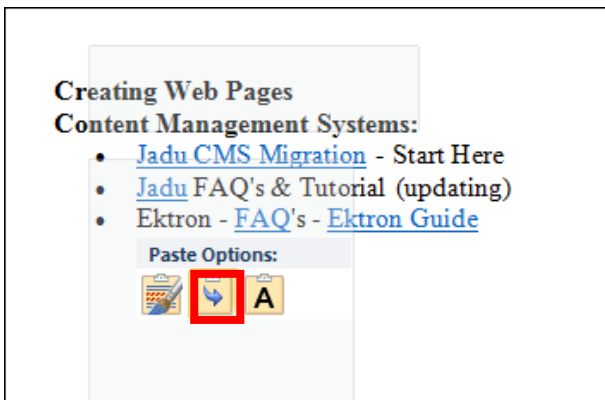 Creating Web Pages
Content Management Systems:
• Jadu CMS Migration - Start Here
• Jadu FAQ's & Tutorial (updating)
• Ektron - FAQ's - Ektron Guide
Paste Options:
A